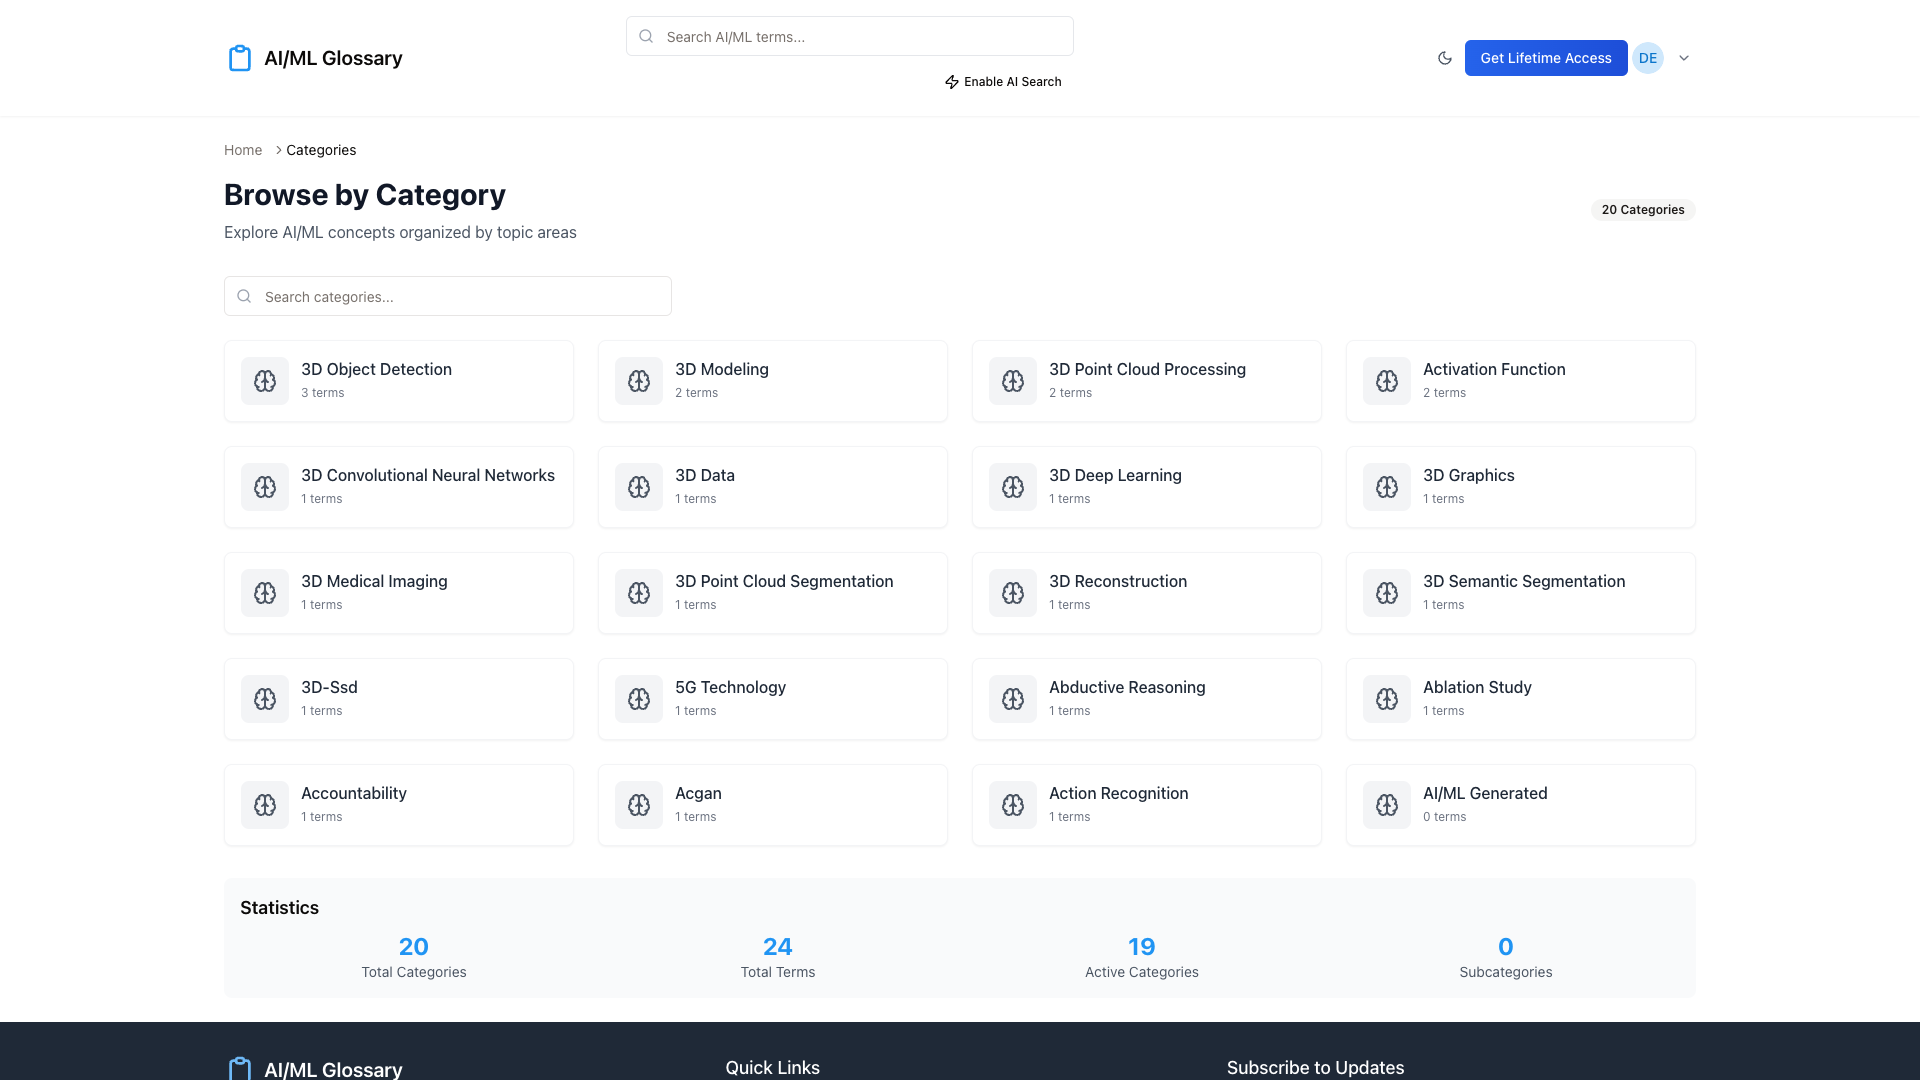 AI/ML Glossary
Search AI/ML terms...
Enable AI Search
Get Lifetime Access
DE
Home
Categories
Browse by Category
Explore AI/ML concepts organized by topic areas
20 Categories
Search categories...
3D Object Detection
3 terms
3D Modeling
2 terms
3D Point Cloud Processing
2 terms
Activation Function
2 terms
3D Convolutional Neural Networks
1 terms
3D Data
1 terms
3D Deep Learning
1 terms
3D Graphics
1 terms
3D Medical Imaging
1 terms
3D Point Cloud Segmentation
1 terms
3D Reconstruction
1 terms
3D Semantic Segmentation
1 terms
3D-Ssd
1 terms
5G Technology
1 terms
Abductive Reasoning
1 terms
Ablation Study
1 terms
Accountability
1 terms
Acgan
1 terms
Action Recognition
1 terms
AI/ML Generated
0 terms
Statistics
20
Total Categories
24
Total Terms
19
Active Categories
0
Subcategories
AI/ML Glossary
Quick Links
Subscribe to Updates